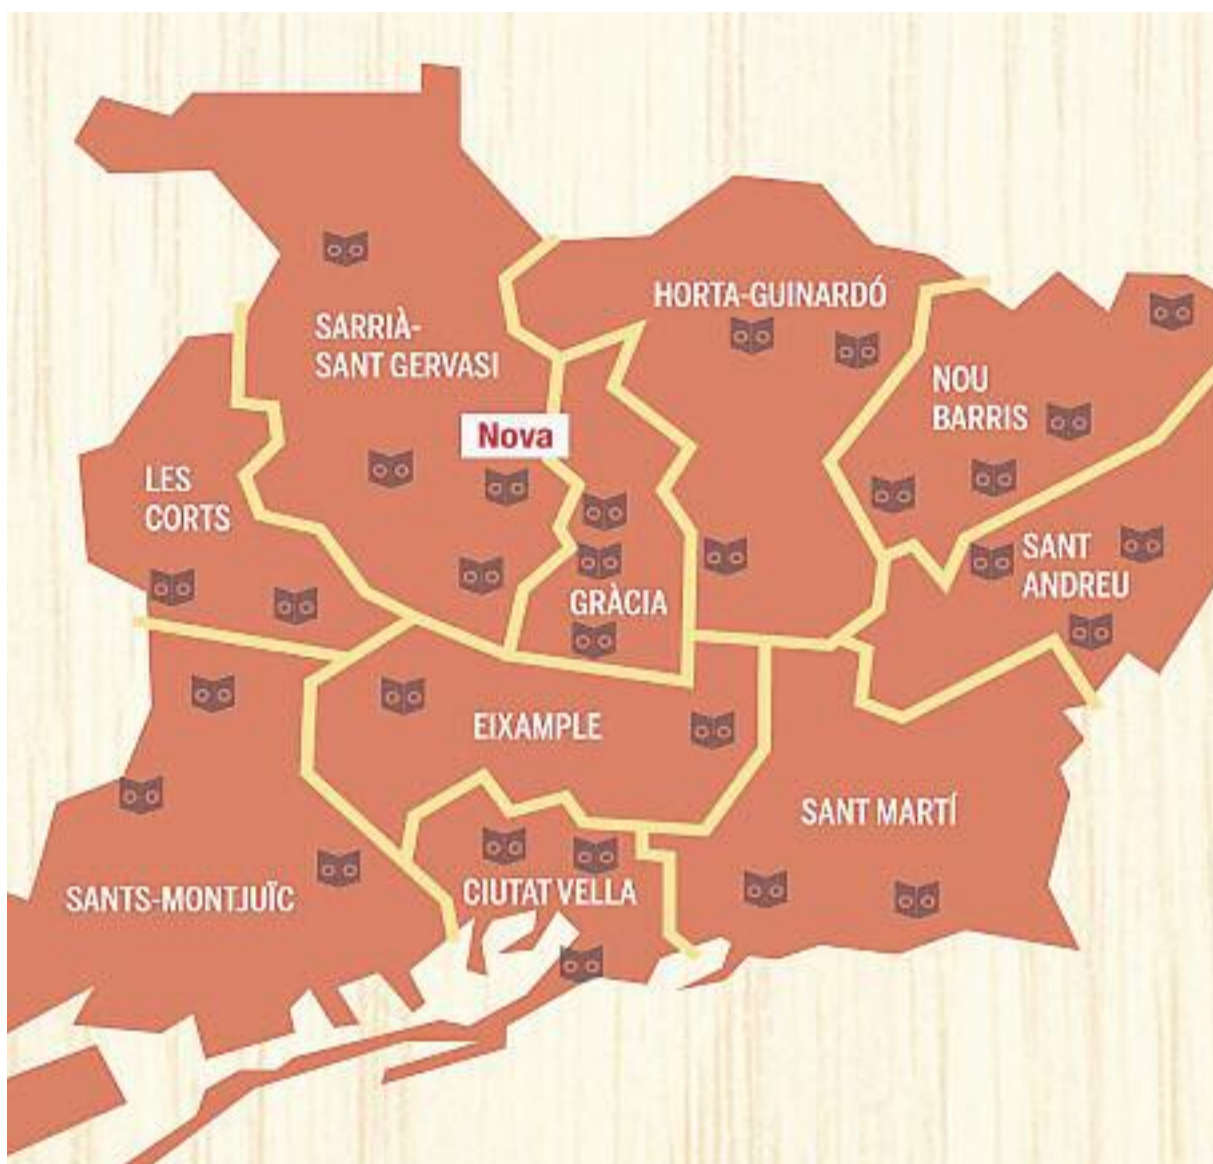 HORTA-GUINARDÓ
SARRIÀ-
SANT GERVASI
NOU
BARRIS
Nova
LES
CORTS
SANT
ANDREU
GRÀCIA
EIXAMPLE
SANT MARTÍ
SANTS-MONTJUÏC
CIUTAT VELLA